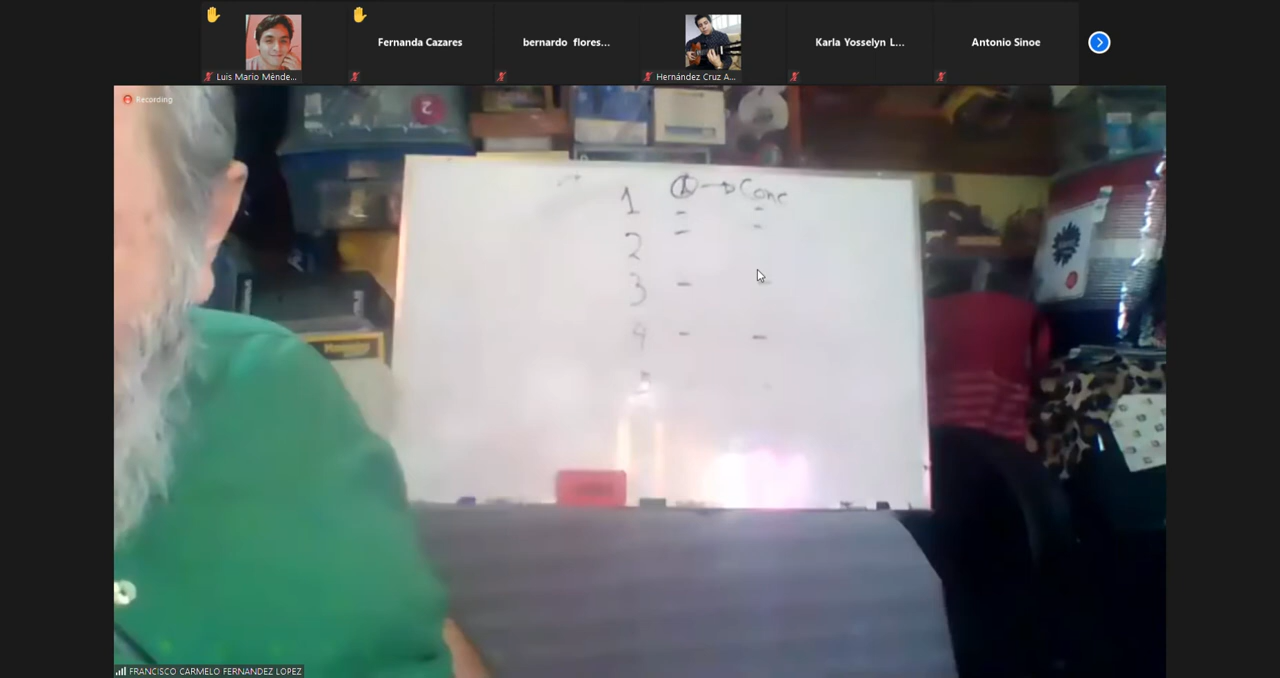 Luis Mario Ménde...
Fernanda Cazares
bernardo flores...
Hernández Cruz A...
Karla Yosselyn L...
Antonio Sinoe
Recording
1 → Conc
1 - -
2 - -
3 - -
4 - -
FRANCISCO CARMELO FERNANDEZ LOPEZ